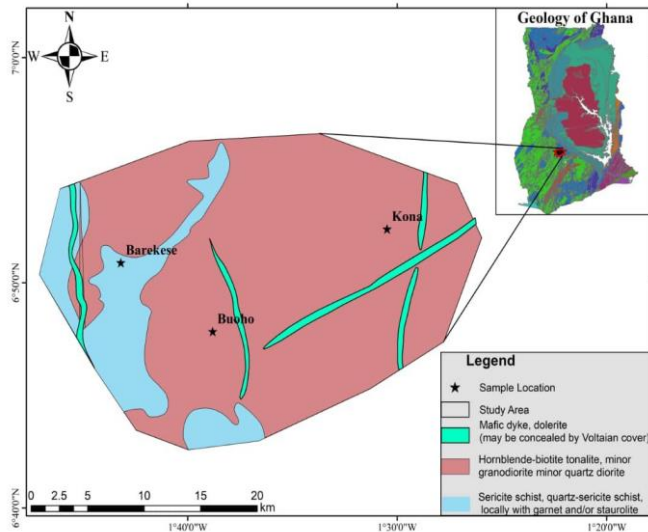 N
W
E
S
Geology of Ghana
7°0'0"N
6°50'0"N
6°40'0"N
Kona
Barekese
Buoho
Legend
Sample Location
Study Area
Mafic dyke, dolerite
(may be concealed by Voltaian cover)
Hornblende-biotite tonalite, minor
granodiorite minor quartz diorite
Sericite schist, quartz-sericite schist,
locally with garnet and/or staurolite
0 2.5 5 10 15 20
km
1°40'0"W
1°30'0"W